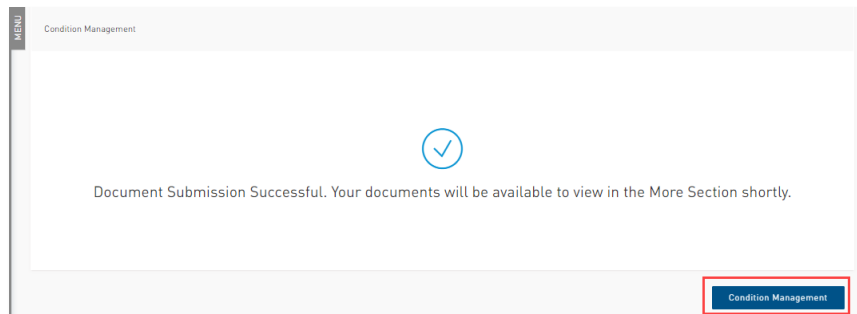 MENU
Condition Management
Document Submission Successful. Your documents will be available to view in the More Section shortly.
Condition Management